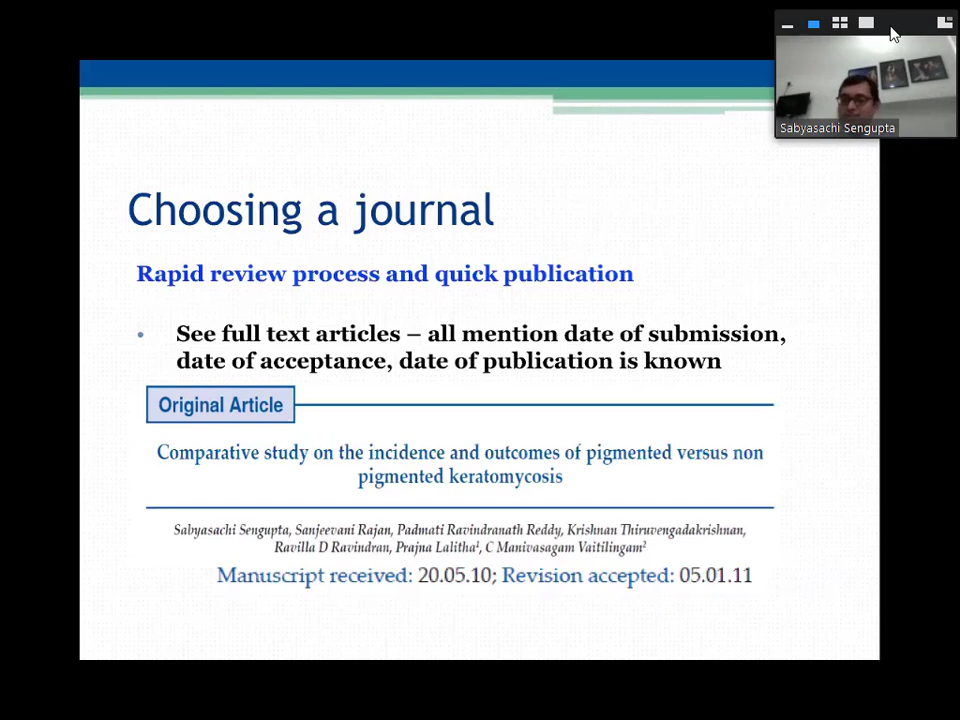 Sabyasachi Sengupta
Choosing a journal
Rapid review process and quick publication
• See full text articles – all mention date of submission,
date of acceptance, date of publication is known
Original Article
Comparative study on the incidence and outcomes of pigmented versus non
pigmented keratomycosis
Sabyasachi Sengupta, Sanjeevani Rajan, Padmati Ravindranath Reddy, Krishnan Thiruvengadakrishnan,
Ravilla D Ravindran, Prajna Lalitha¹, C Manivasagam Vaitilingam²
Manuscript received: 20.05.10; Revision accepted: 05.01.11